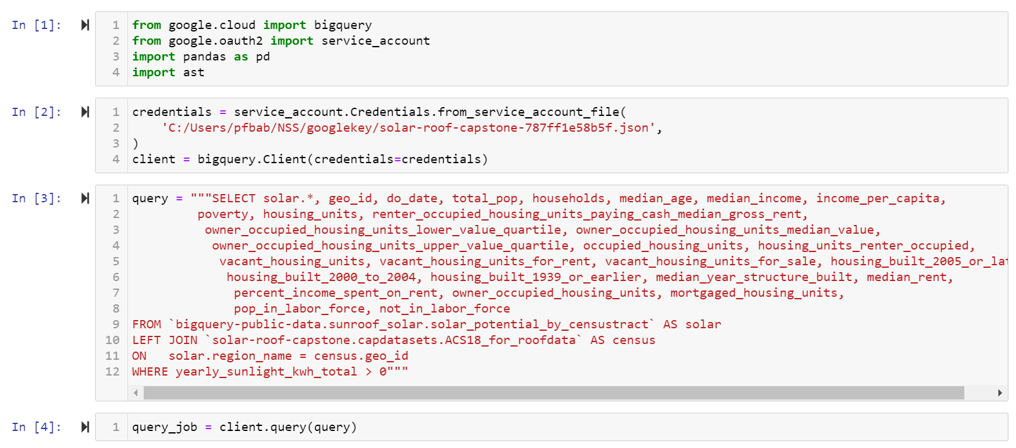 In [1]:
1 from google.cloud import bigquery
2 from google.oauth2 import service_account
3 import pandas as pd
4 import ast
In [2]:
1 credentials = service_account.Credentials.from_service_account_file(
2     'C:/Users/pfbab/NSS/googlekey/solar-roof-capstone-787ff1e58b5f.json',
3 )
4 client = bigquery.Client(credentials=credentials)
In [3]:
1 query = """SELECT solar.*, geo_id, do_date, total_pop, households, median_age, median_income, income_per_capita,
2          poverty, housing_units, renter_occupied_housing_units_paying_cash_median_gross_rent,
3           owner_occupied_housing_units_lower_value_quartile, owner_occupied_housing_units_median_value,
4            owner_occupied_housing_units_upper_value_quartile, occupied_housing_units, housing_units_renter_occupied,
5             vacant_housing_units, vacant_housing_units_for_rent, vacant_housing_units_for_sale, housing_built_2005_or_lat
6              housing_built_2000_to_2004, housing_built_1939_or_earlier, median_year_structure_built, median_rent,
7               percent_income_spent_on_rent, owner_occupied_housing_units, mortgaged_housing_units,
8               pop_in_labor_force, not_in_labor_force
9 FROM `bigquery-public-data.sunroof_solar.solar_potential_by_censustract` AS solar
10 LEFT JOIN `solar-roof-capstone.capdatasets.ACS18_for_roofdata` AS census
11 ON   solar.region_name = census.geo_id
12 WHERE yearly_sunlight_kwh_total > 0"""
In [4]:
1 query_job = client.query(query)